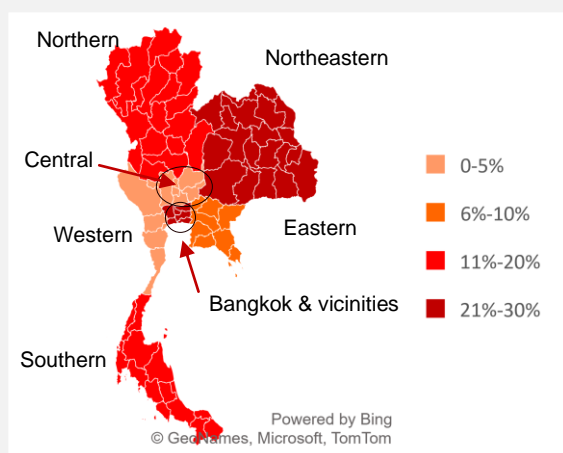 Northern
Northeastern
Central
0-5%
6%-10%
Western
Eastern
11%-20%
Bangkok & vicinities
21%-30%
Southern
Powered by Bing
© GeoNames, Microsoft, TomTom